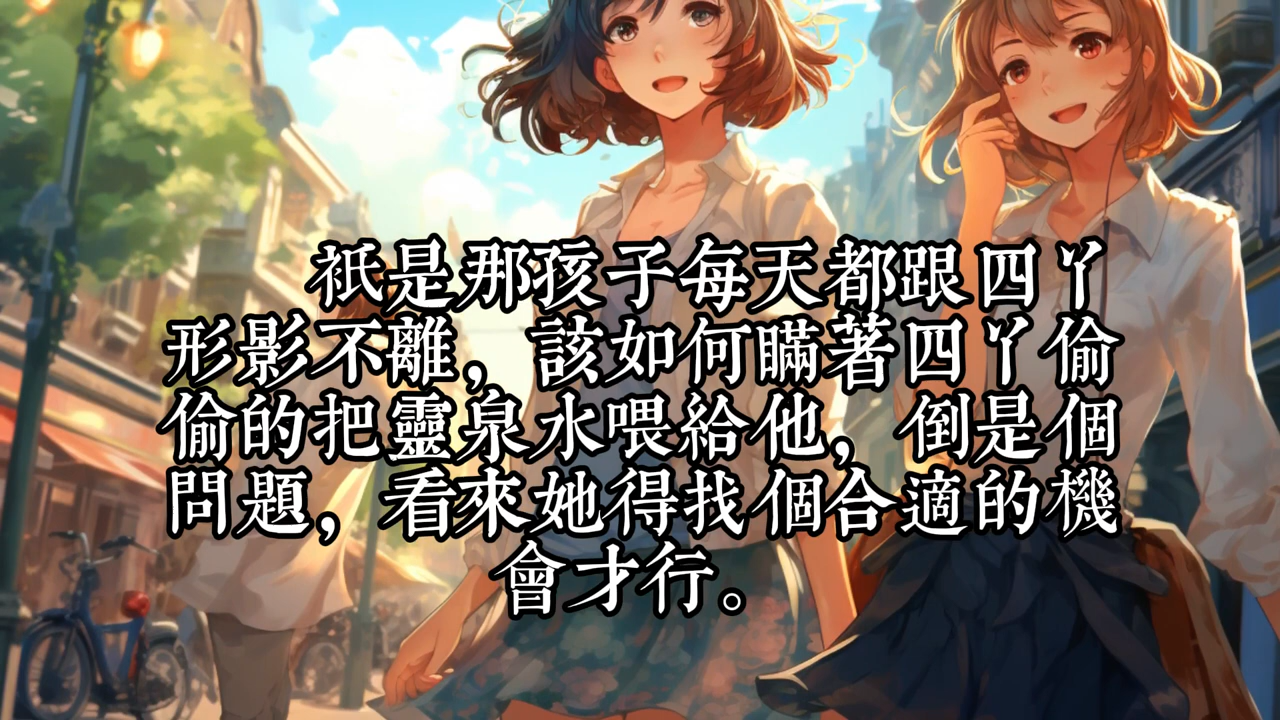 祇是那孩子每天都跟四丫
形影不離，該如何瞞著四丫偷
偷的把靈泉水喂給他，倒是個
問題，看來她得找個合適的機
會才行。